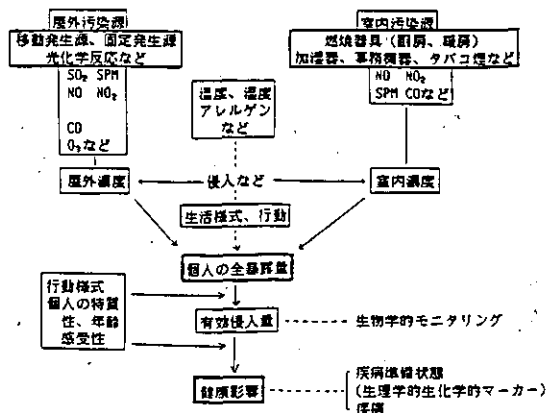 屋外汚染源
移動発生源、固定発生源
光化学反応など
SO₂ SPM
NO NO₂
CO
O₃など
室内汚染源
燃焼器具(厨房、暖房)
加湿器、事務機器、タバコ煙など
NO NO₂
SPM COなど
温度、湿度
アレルゲン
など
屋外濃度
侵入など
室内濃度
生活様式、行動
個人の全暴露量
行動様式
個人の特質
性、年齢
感受性
有効侵入量
生物学的モニタリング
健康影響
疾病準備状態
(生理学的生化学的マーカー)
疾病